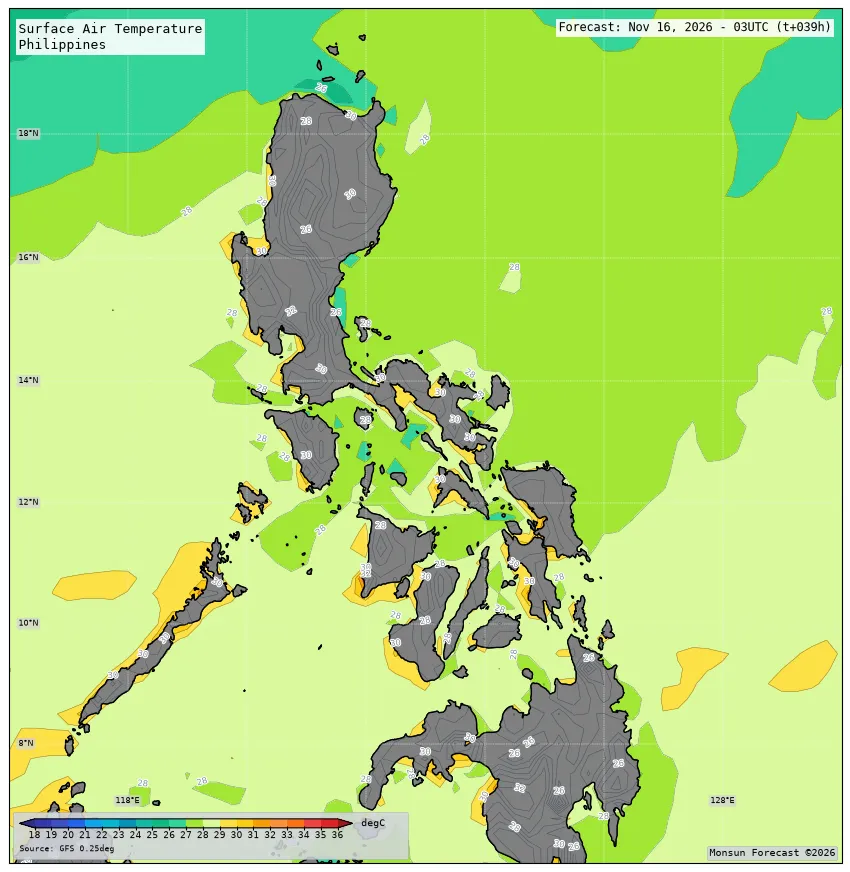 Surface Air Temperature
Philippines
Forecast: Nov 16, 2026 - 03UTC (t+039h)
18°N
16°N
14°N
12°N
10°N
8°N
118°E
128°E
18 19 20 21 22 23 24 25 26 27 28 29 30 31 32 33 34 35 36
degC
Source: GFS 0.25deg
Monsun Forecast ©2026